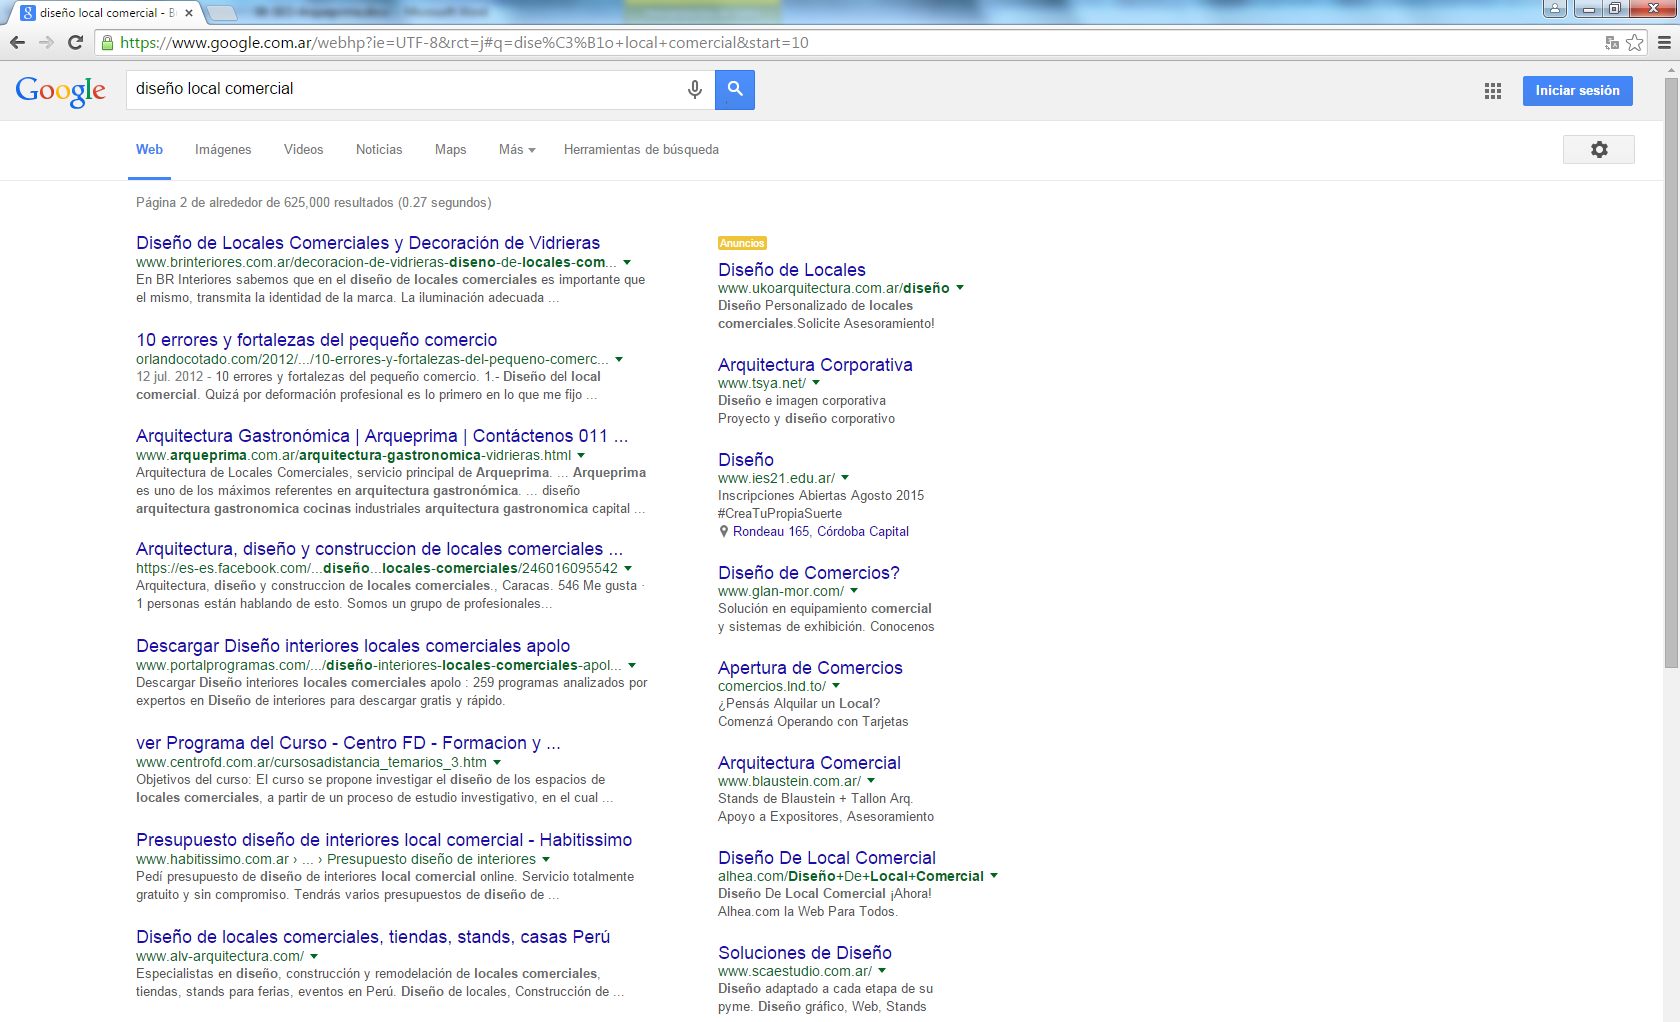 diseño local comercial - B
https://www.google.com.ar/webhp?ie=UTF-8&rct=j#q=dise%C3%B1o+local+comercial&start=10
Google
diseño local comercial
Iniciar sesión
Web Imágenes Videos Noticias Maps Más Herramientas de búsqueda
Página 2 de alrededor de 625,000 resultados (0.27 segundos)
Diseño de Locales Comerciales y Decoración de Vidrieras
www.brinteriores.com.ar/decoracion-de-vidrieras-diseno-de-locales-com...
En BR Interiores sabemos que en el diseño de locales comerciales es importante que
el mismo, transmita la identidad de la marca. La iluminación adecuada ...
10 errores y fortalezas del pequeño comercio
orlandocotado.com/2012/.../10-errores-y-fortalezas-del-pequeno-comerc...
12 jul. 2012 - 10 errores y fortalezas del pequeño comercio. 1.- Diseño del local
comercial. Quizá por deformación profesional es lo primero en lo que me fijo ...
Arquitectura Gastronómica | Arqueprima | Contáctenos 011 ...
www.arqueprima.com.ar/arquitectura-gastronomica-vidrieras.html
Arquitectura de Locales Comerciales, servicio principal de Arqueprima. ... Arqueprima
es uno de los máximos referentes en arquitectura gastronómica. ... diseño
arquitectura gastronomica cocinas industriales arquitectura gastronomica capital ...
Arquitectura, diseño y construccion de locales comerciales ...
https://es-es.facebook.com/...diseño...locales-comerciales/246016095542
Arquitectura, diseño y construccion de locales comerciales., Caracas. 546 Me gusta ·
1 personas están hablando de esto. Somos un grupo de profesionales...
Descargar Diseño interiores locales comerciales apolo
www.portalprogramas.com/.../diseño-interiores-locales-comerciales-apol...
Descargar Diseño interiores locales comerciales apolo : 259 programas analizados por
expertos en Diseño de interiores para descargar gratis y rápido.
ver Programa del Curso - Centro FD - Formacion y ...
www.centrofd.com.ar/cursosadistancia_temarios_3.htm
Objetivos del curso: El curso se propone investigar el diseño de los espacios de
locales comerciales, a partir de un proceso de estudio investigativo, en el cual ...
Presupuesto diseño de interiores local comercial - Habitissimo
www.habitissimo.com.ar › ... › Presupuesto diseño de interiores
Pedí presupuesto de diseño de interiores local comercial online. Servicio totalmente
gratuito y sin compromiso. Tendrás varios presupuestos de diseño de ...
Diseño de locales comerciales, tiendas, stands, casas Perú
www.alv-arquitectura.com/
Especialistas en diseño, construcción y remodelación de locales comerciales,
tiendas, stands para ferias, eventos en Perú. Diseño de locales, Construcción de ...
Anuncios
Diseño de Locales
www.ukoarquitectura.com.ar/diseño
Diseño Personalizado de locales
comerciales.Solicite Asesoramiento!
Arquitectura Corporativa
www.tsya.net/
Diseño e imagen corporativa
Proyecto y diseño corporativo
Diseño
www.ies21.edu.ar/
Inscripciones Abiertas Agosto 2015
#CreaTuPropiaSuerte
Rondeau 165, Córdoba Capital
Diseño de Comercios?
www.glan-mor.com/
Solución en equipamiento comercial
y sistemas de exhibición. Conocenos
Apertura de Comercios
comercios.lnd.to/
¿Pensás Alquilar un Local?
Comenzá Operando con Tarjetas
Arquitectura Comercial
www.blaustein.com.ar/
Stands de Blaustein + Tallon Arq.
Apoyo a Expositores, Asesoramiento
Diseño De Local Comercial
alhea.com/Diseño+De+Local+Comercial
Diseño De Local Comercial ¡Ahora!
Alhea.com la Web Para Todos.
Soluciones de Diseño
www.scaestudio.com.ar/
Diseño adaptado a cada etapa de su
pyme. Diseño gráfico, Web, Stands